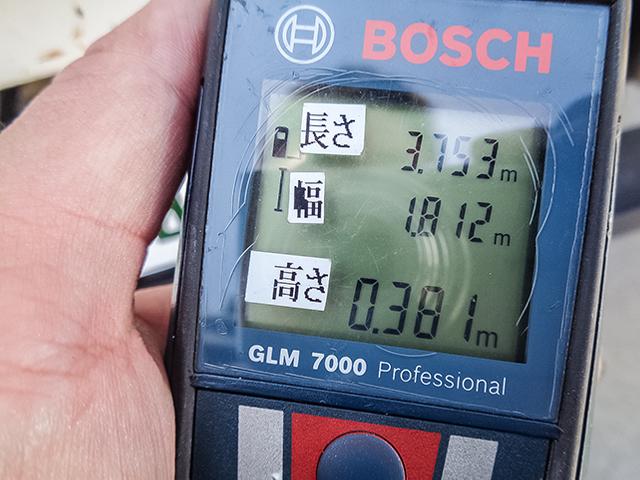 BOSCH
長さ 3.753 m
幅 1.812 m
高さ 0.381 m
GLM 7000 Professional